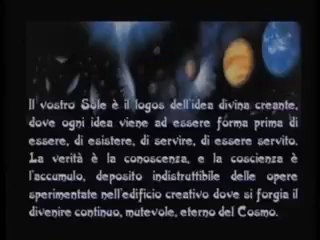 Il vostro Sole è il logos dell'idea divina creante,
dove ogni idea viene ad essere forma prima di
essere, di esistere, di servire, di essere servito.
La verità è la conoscenza, e la coscienza è
l'accumulo, deposito indistruttibile delle opere
sperimentate nell'edificio creativo dove si forgia il
divenire continuo, mutevole, eterno del Cosmo.